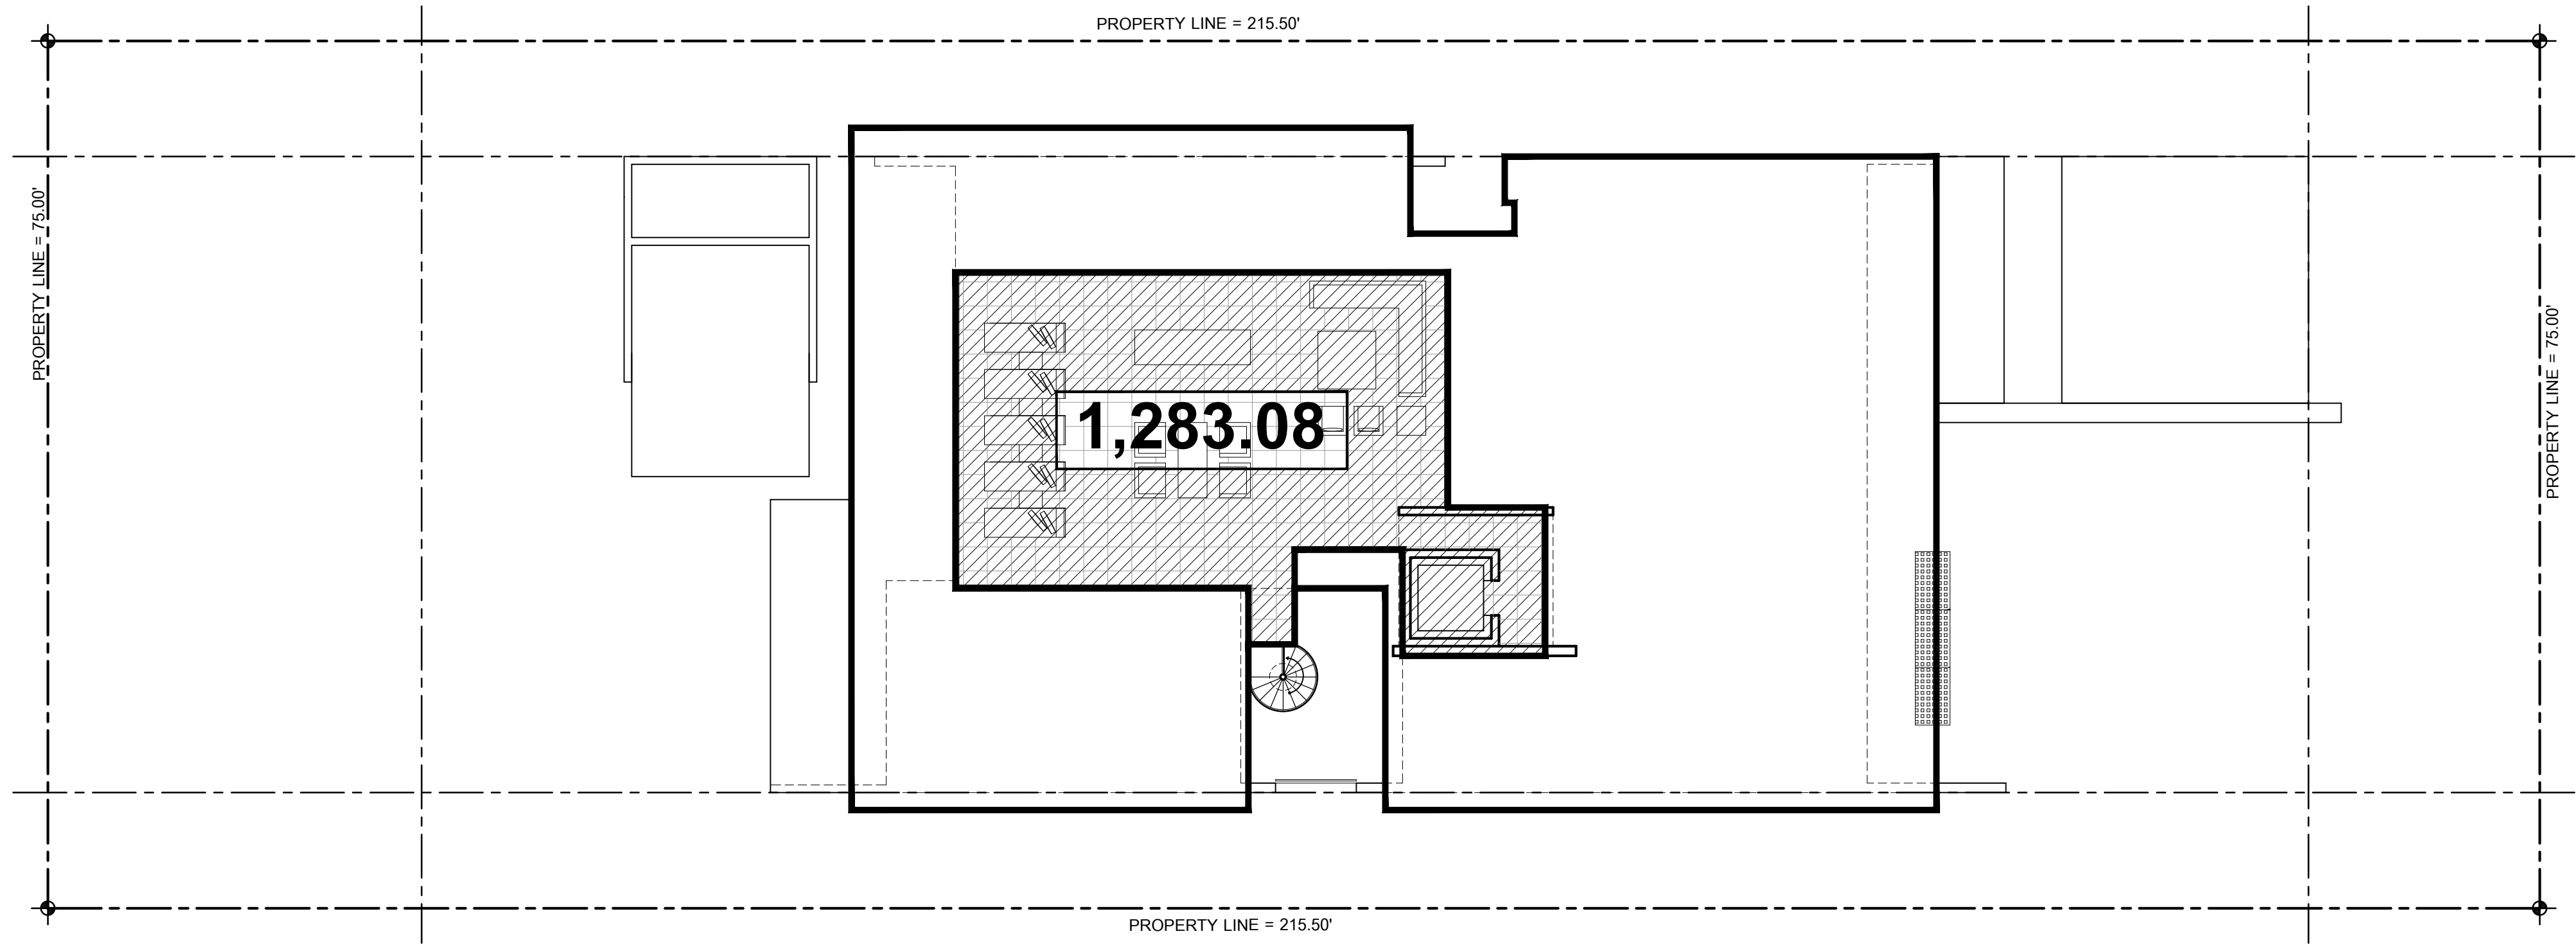 PROPERTY LINE = 215.50'
PROPERTY LINE = 75.00'
1,283.08
PROPERTY LINE = 75.00'
PROPERTY LINE = 215.50'